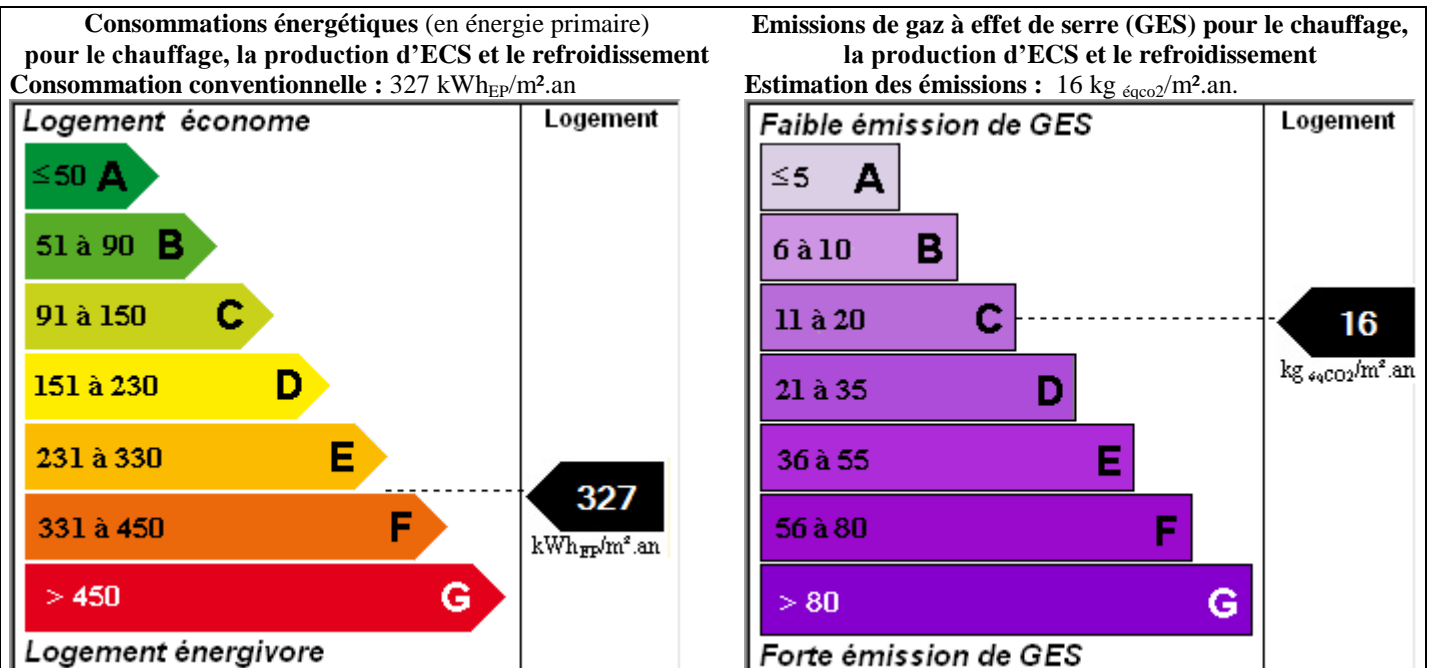 Consommations énergétiques (en énergie primaire)
pour le chauffage, la production d'ECS et le refroidissement
Consommation conventionnelle : 327 kWhEP/m².an
Logement économe
Logement
≤50 A
51 à 90 B
91 à 150 C
151 à 230 D
231 à 330 E
331 à 450 F
> 450 G
327
kWhEP/m².an
Logement énergivore
Emissions de gaz à effet de serre (GES) pour le chauffage,
la production d'ECS et le refroidissement
Estimation des émissions : 16 kg éqco2/m².an.
Faible émission de GES
Logement
≤5 A
6 à 10 B
11 à 20 C
16
kg éqCO2/m².an
21 à 35 D
36 à 55 E
56 à 80 F
> 80 G
Forte émission de GES